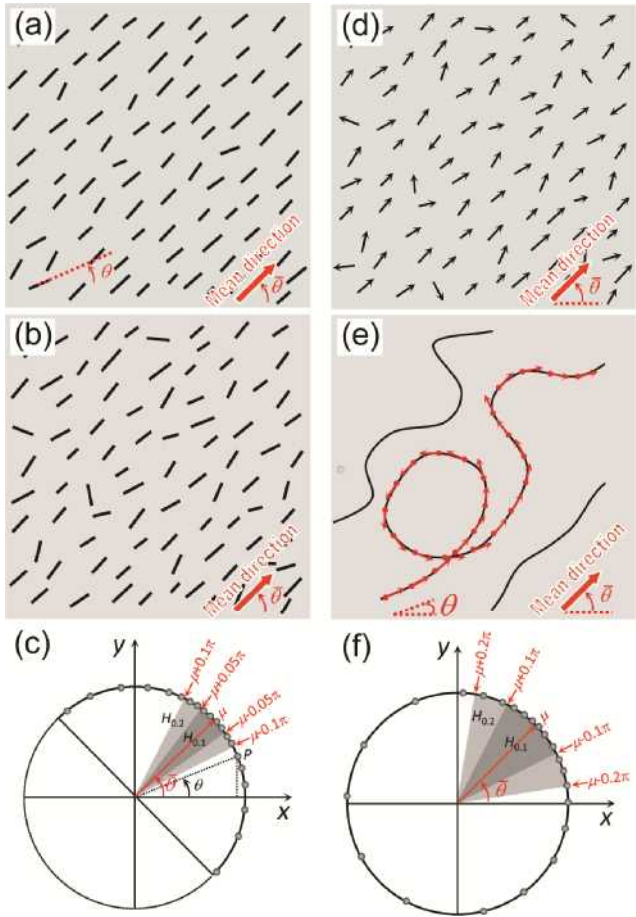 (a)
θ
Mean direction
θ̄
(d)
Mean direction
θ̄
(b)
Mean direction
θ̄
(e)
θ
Mean direction
θ̄
(c)
y
μ+0.1π
μ+0.05π
μ
μ-0.05π
μ-0.1π
H0.2
H0.1
P
θ̄
θ
x
(f)
y
μ+0.2π
μ+0.1π
μ
μ-0.1π
μ-0.2π
H0.2
H0.1
θ̄
x